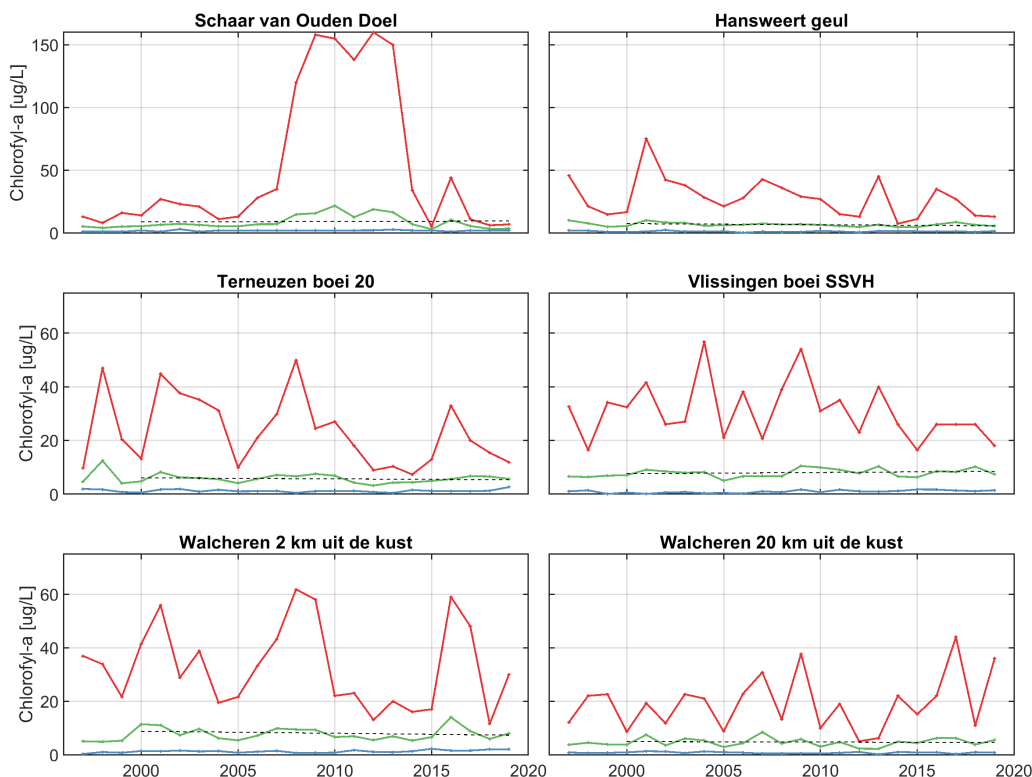 Schaar van Ouden Doel
Hansweert geul
Chlorofyl-a [ug/L]
150
100
50
0
Terneuzen boei 20
Vlissingen boei SSVH
Chlorofyl-a [ug/L]
60
40
20
0
Walcheren 2 km uit de kust
Walcheren 20 km uit de kust
Chlorofyl-a [ug/L]
60
40
20
0
2000 2005 2010 2015 2020 2000 2005 2010 2015 2020